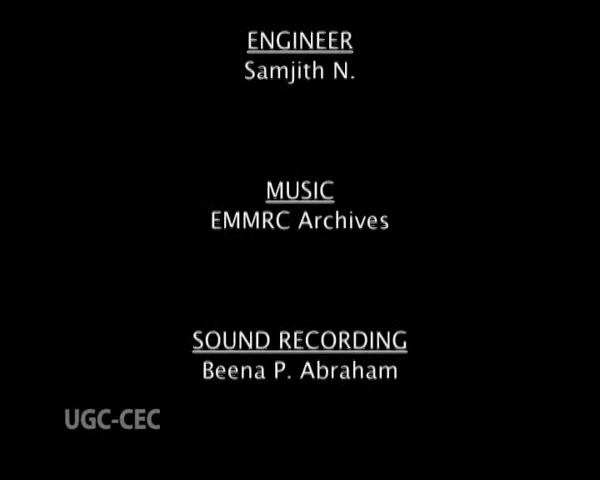 ENGINEER
Samjith N.
MUSIC
EMMRC Archives
SOUND RECORDING
Beena P. Abraham
UGC-CEC